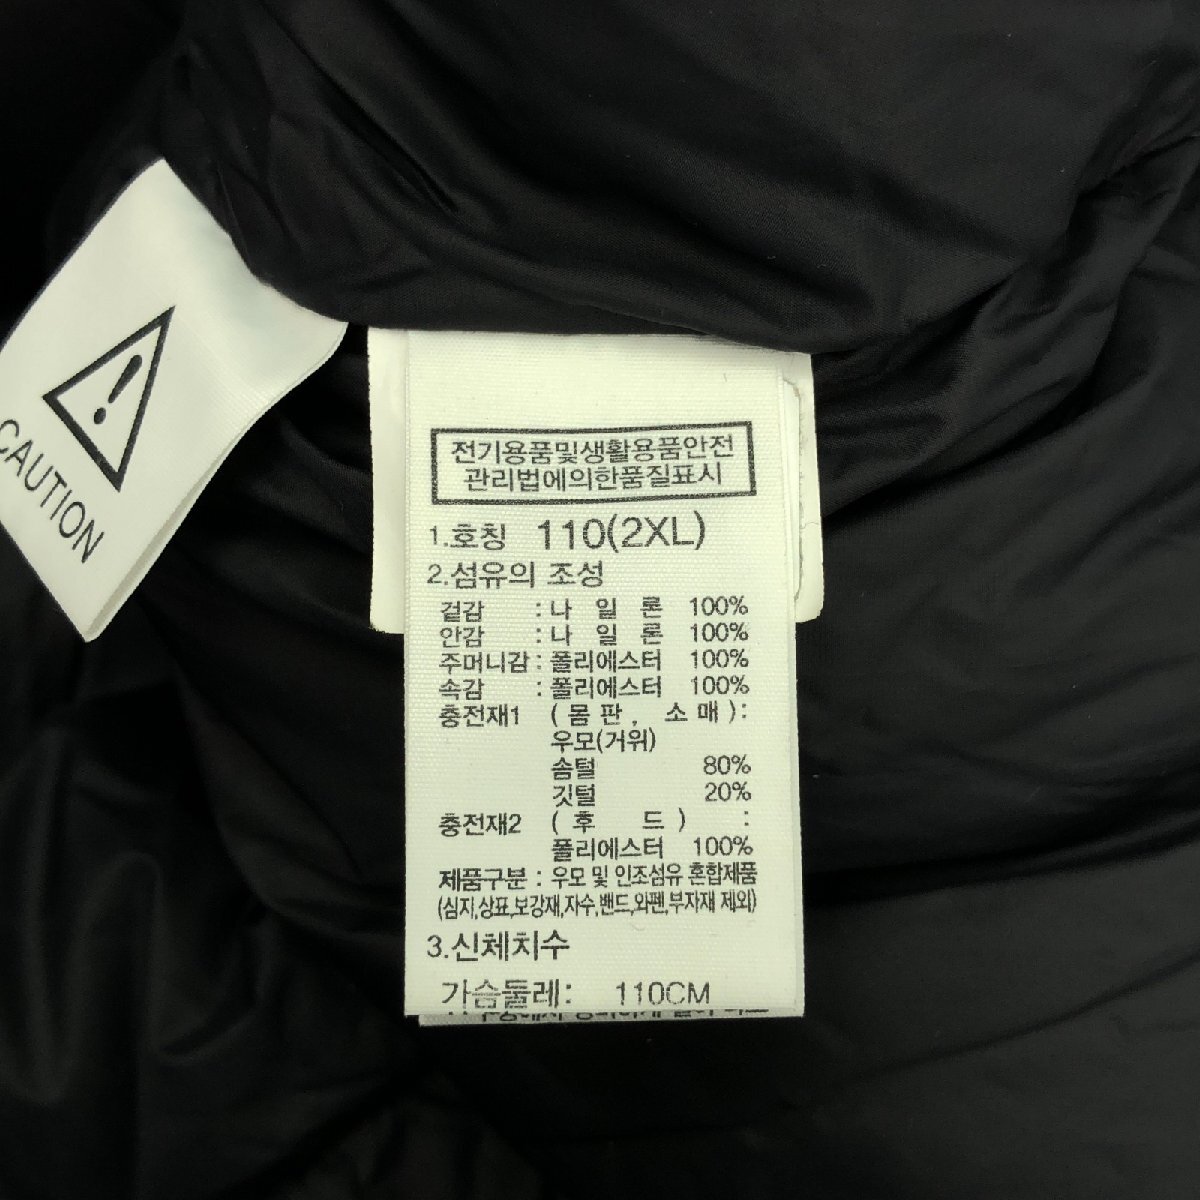 CAUTION
전기용품및생활용품안전
관리법에의한품질표시
1.호칭 110(2XL)
2.섬유의 조성
겉감 : 나 일 론 100%
안감 : 나 일 론 100%
주머니감 : 폴리에스터 100%
속감 : 폴리에스터 100%
충전재1 ( 몸 판 , 소 매 ) :
우모(거위)
솜털 80%
깃털 20%
충전재2 ( 후 드 ) :
폴리에스터 100%
제품구분 : 우모 및 인조섬유 혼합제품
(심지,상표,보강재,자수,밴드,와펜,부자재 제외)
3.신체치수
가슴둘레: 110CM